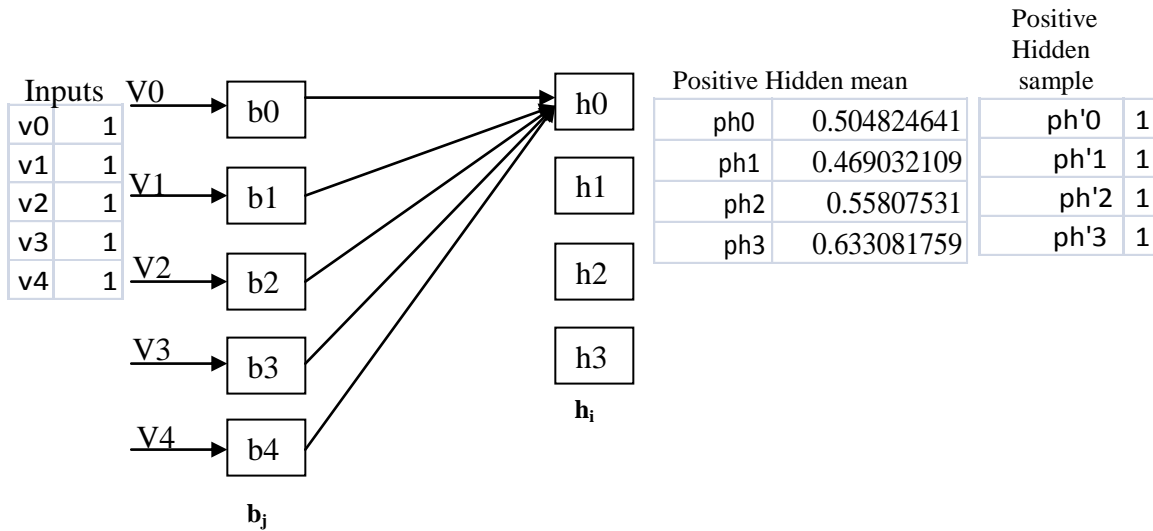 Inputs
v0 1
v1 1
v2 1
v3 1
v4 1
V0
V1
V2
V3
V4
b0
b1
b2
b3
b4
b j
h0
h1
h2
h3
h i
Positive Hidden mean
ph0 0.504824641
ph1 0.469032109
ph2 0.55807531
ph3 0.633081759
Positive
Hidden
sample
ph'0 1
ph'1 1
ph'2 1
ph'3 1